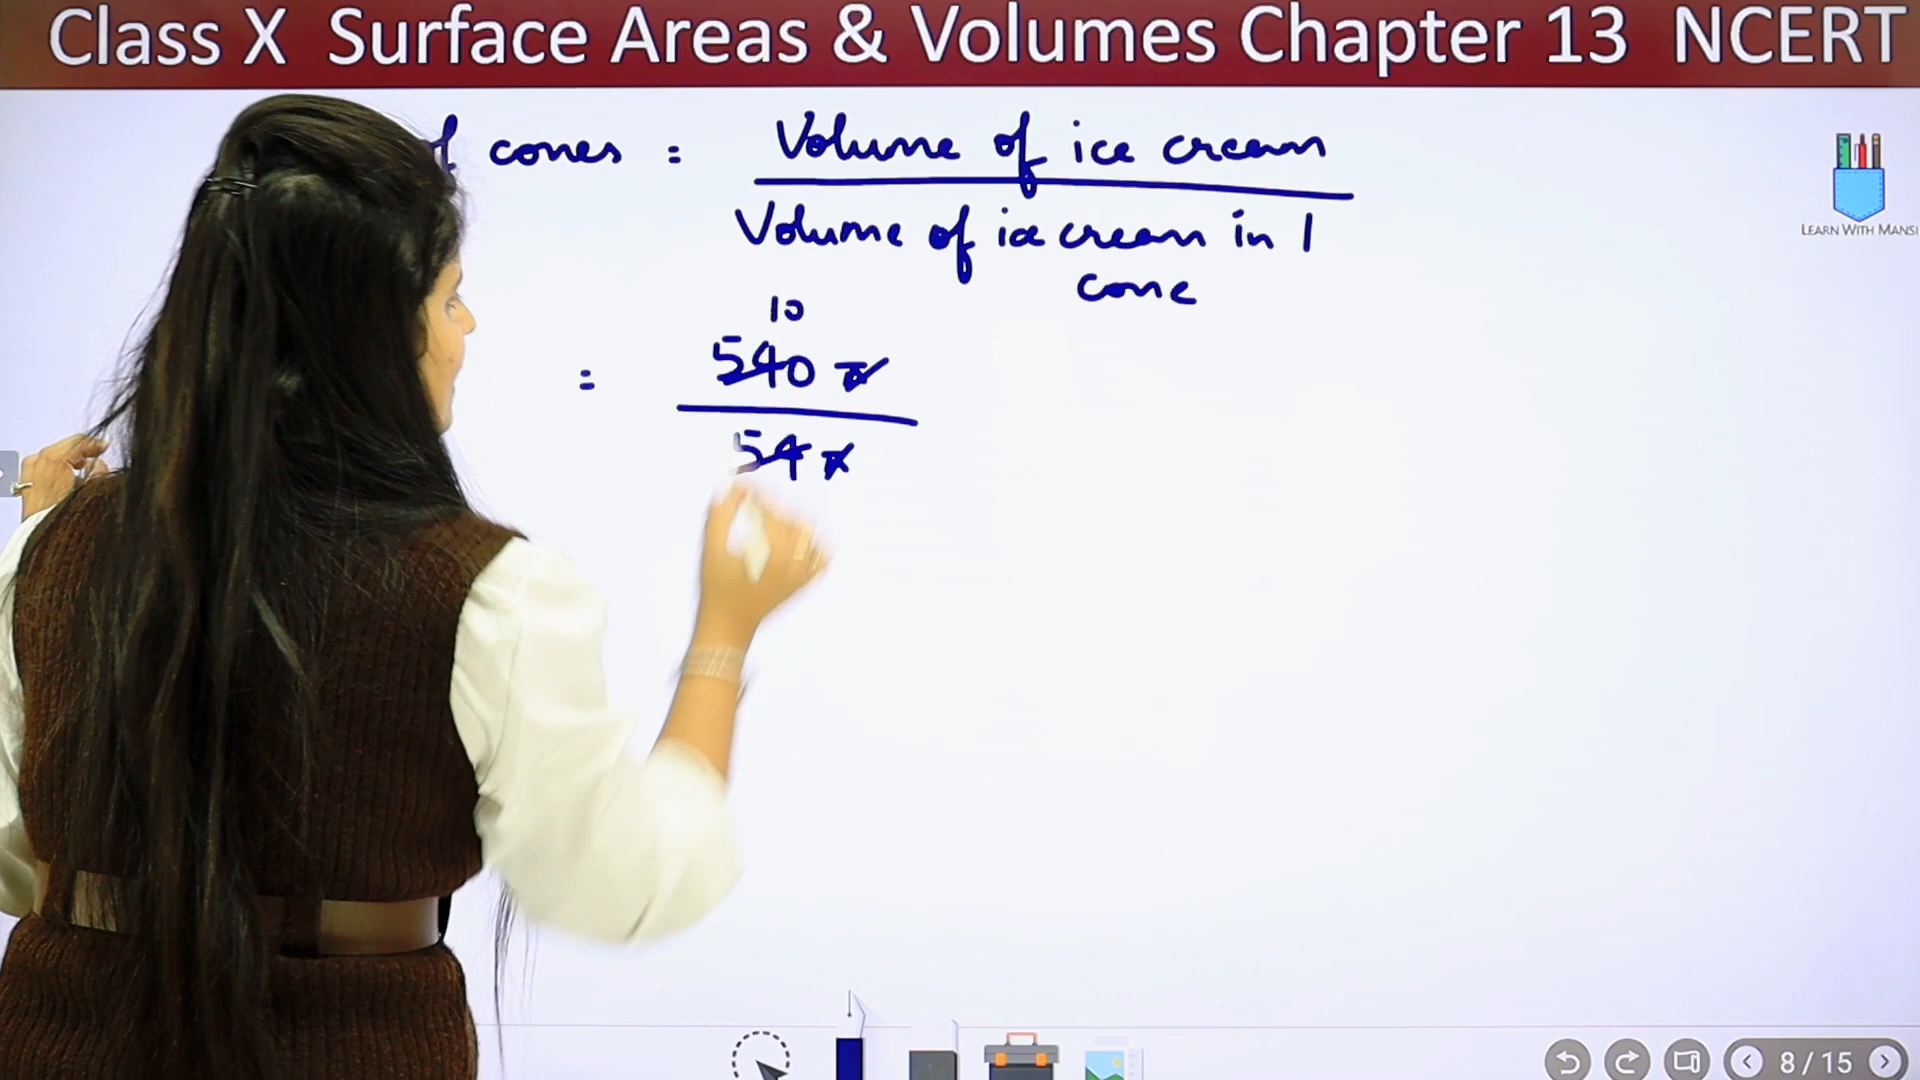 Class X Surface Areas & Volumes Chapter 13 NCERT
of cones = Volume of ice cream
Volume of ice cream in 1
cone
LEARN WITH MANSI
10
= 540 π
54 π
8 / 15